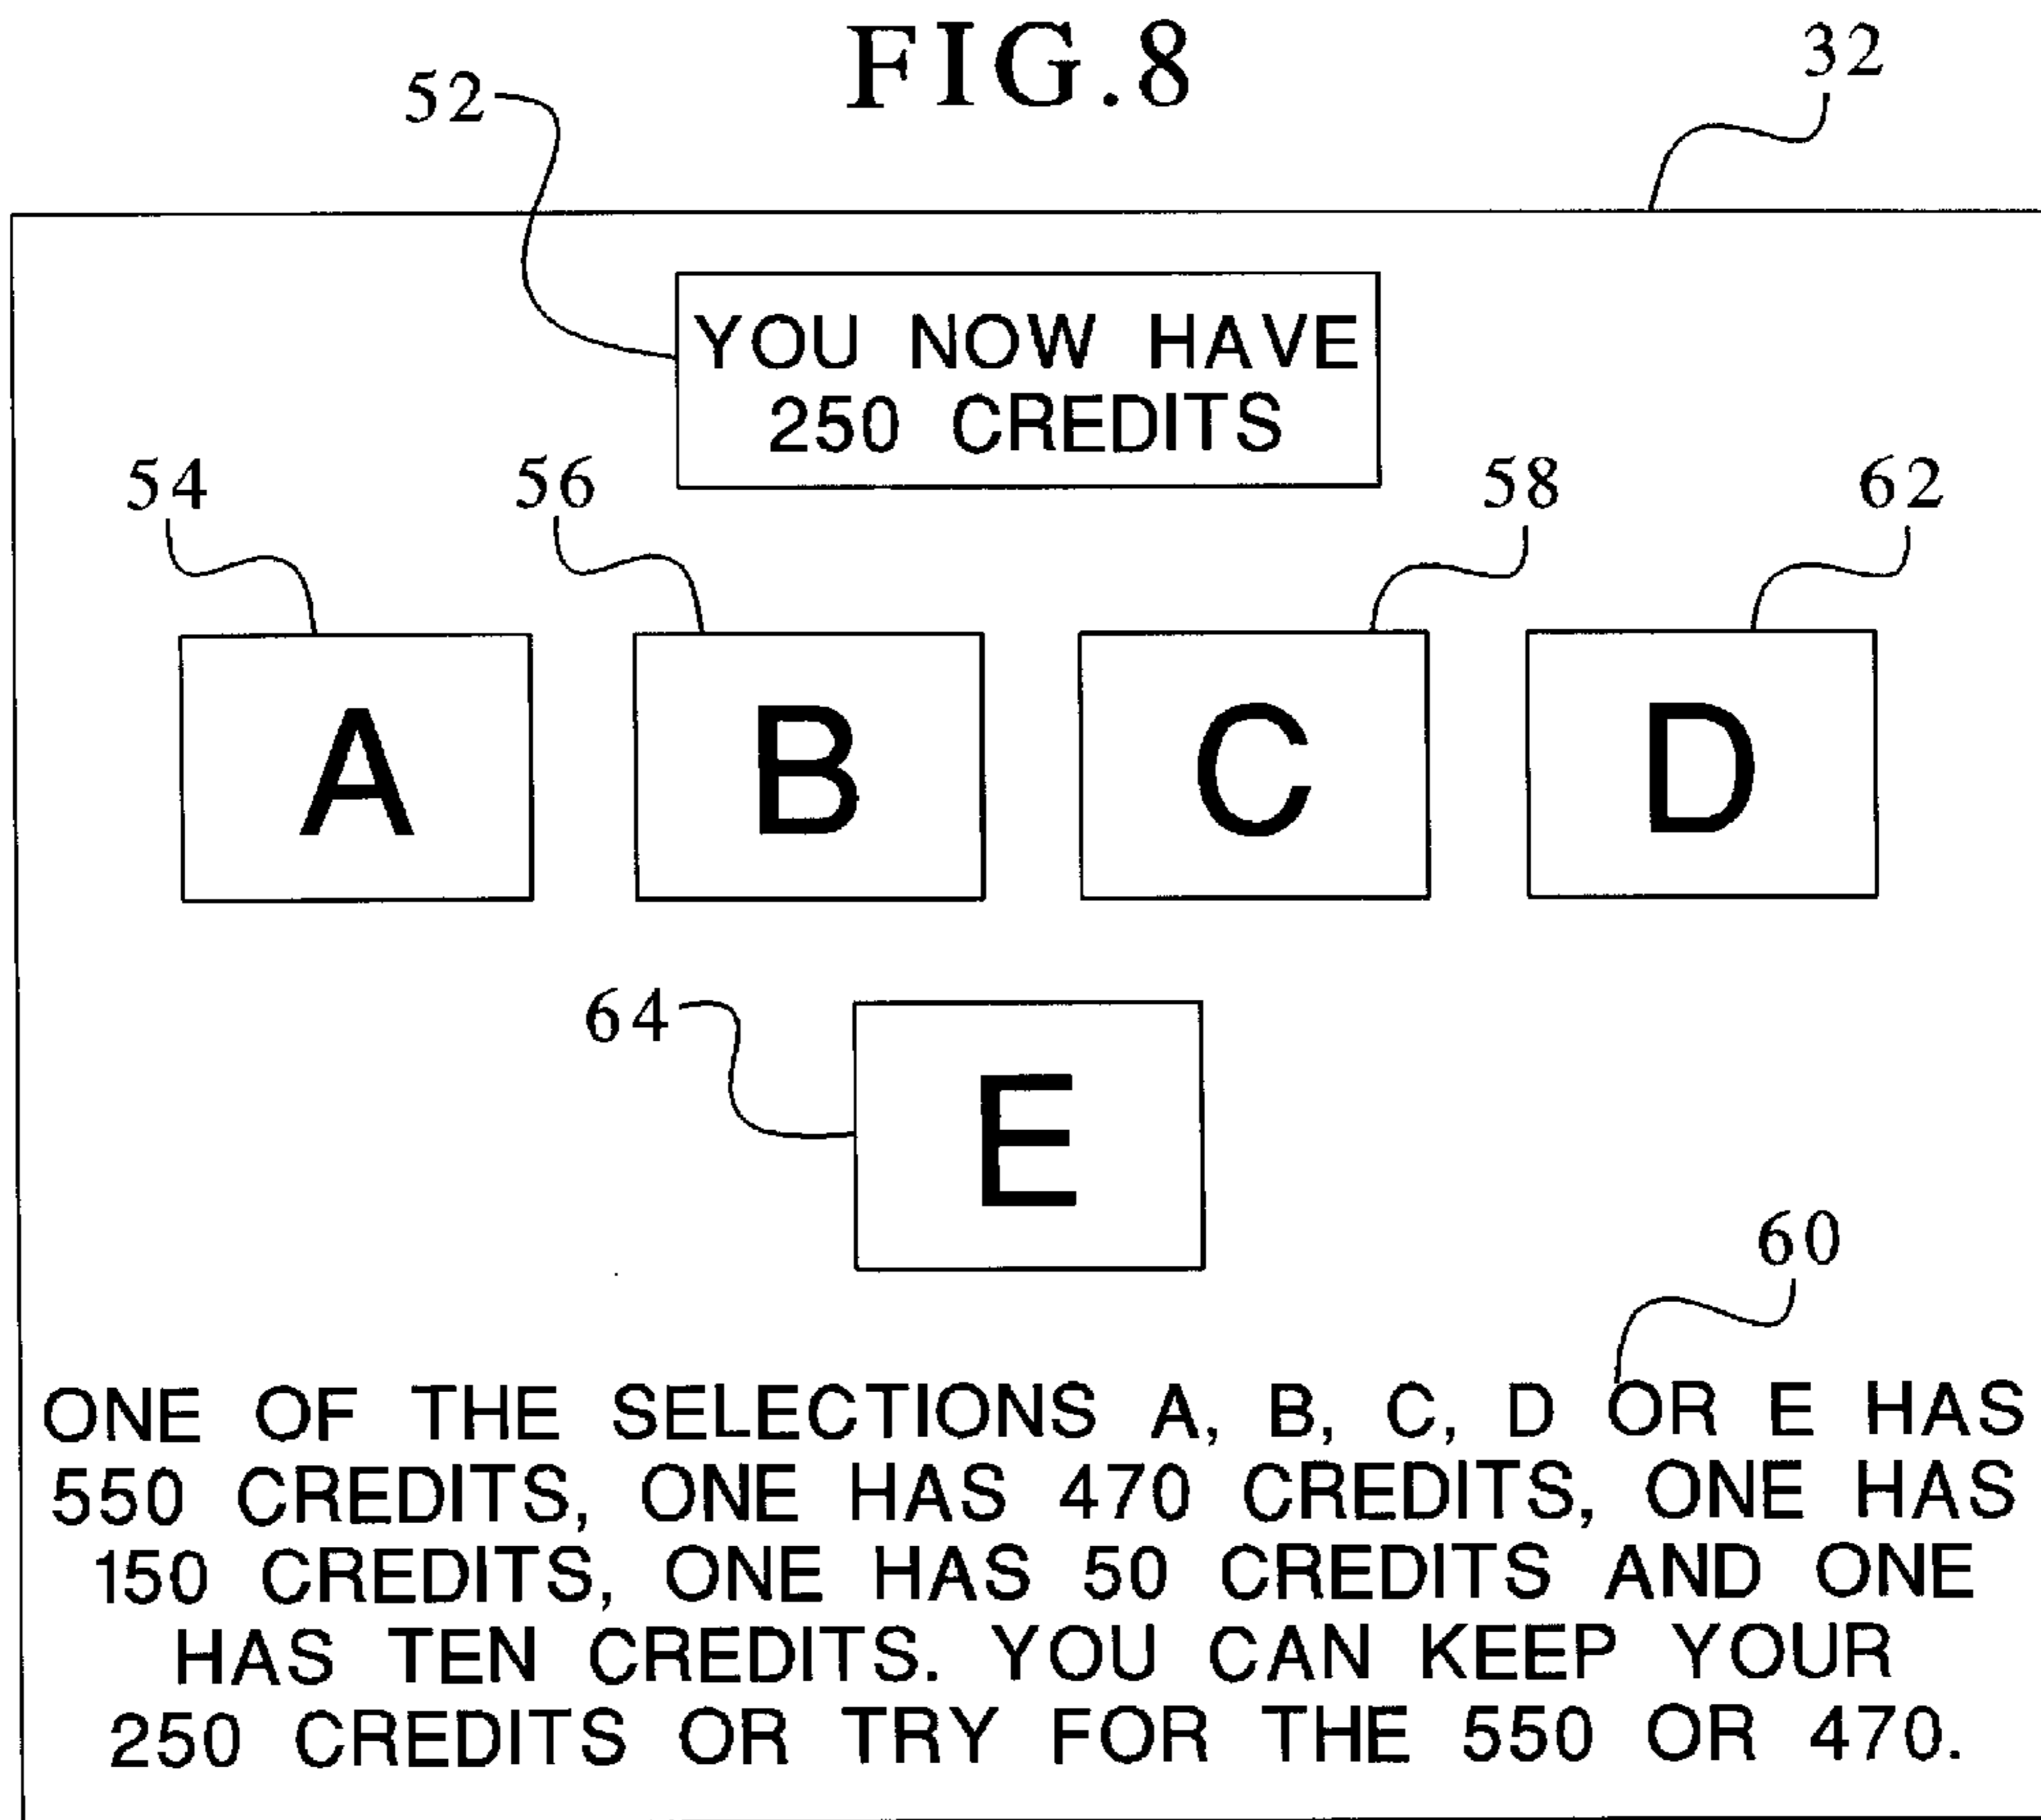 FIG.8
32
52
YOU NOW HAVE
250 CREDITS
54
56
58
62
A
B
C
D
64
E
60
ONE OF THE SELECTIONS A, B, C, D OR E HAS
550 CREDITS, ONE HAS 470 CREDITS, ONE HAS
150 CREDITS, ONE HAS 50 CREDITS AND ONE
HAS TEN CREDITS. YOU CAN KEEP YOUR
250 CREDITS OR TRY FOR THE 550 OR 470.